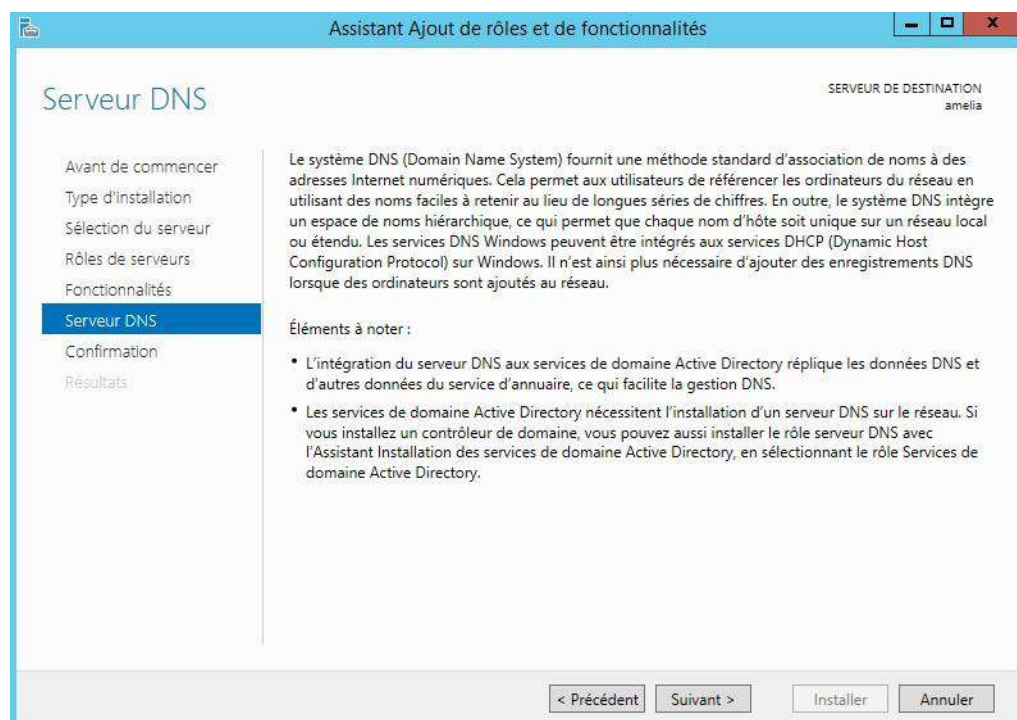 Assistant Ajout de rôles et de fonctionnalités
Serveur DNS
SERVEUR DE DESTINATION
amelia
Avant de commencer
Type d'installation
Sélection du serveur
Rôles de serveurs
Fonctionnalités
Serveur DNS
Confirmation
Résultats
Le système DNS (Domain Name System) fournit une méthode standard d'association de noms à des
adresses Internet numériques. Cela permet aux utilisateurs de référencer les ordinateurs du réseau en
utilisant des noms faciles à retenir au lieu de longues séries de chiffres. En outre, le système DNS intègre
un espace de noms hiérarchique, ce qui permet que chaque nom d'hôte soit unique sur un réseau local
ou étendu. Les services DNS Windows peuvent être intégrés aux services DHCP (Dynamic Host
Configuration Protocol) sur Windows. Il n'est ainsi plus nécessaire d'ajouter des enregistrements DNS
lorsque des ordinateurs sont ajoutés au réseau.
Éléments à noter :
• L'intégration du serveur DNS aux services de domaine Active Directory réplique les données DNS et
d'autres données du service d'annuaire, ce qui facilite la gestion DNS.
• Les services de domaine Active Directory nécessitent l'installation d'un serveur DNS sur le réseau. Si
vous installez un contrôleur de domaine, vous pouvez aussi installer le rôle serveur DNS avec
l'Assistant Installation des services de domaine Active Directory, en sélectionnant le rôle Services de
domaine Active Directory.
< Précédent
Suivant >
Installer
Annuler